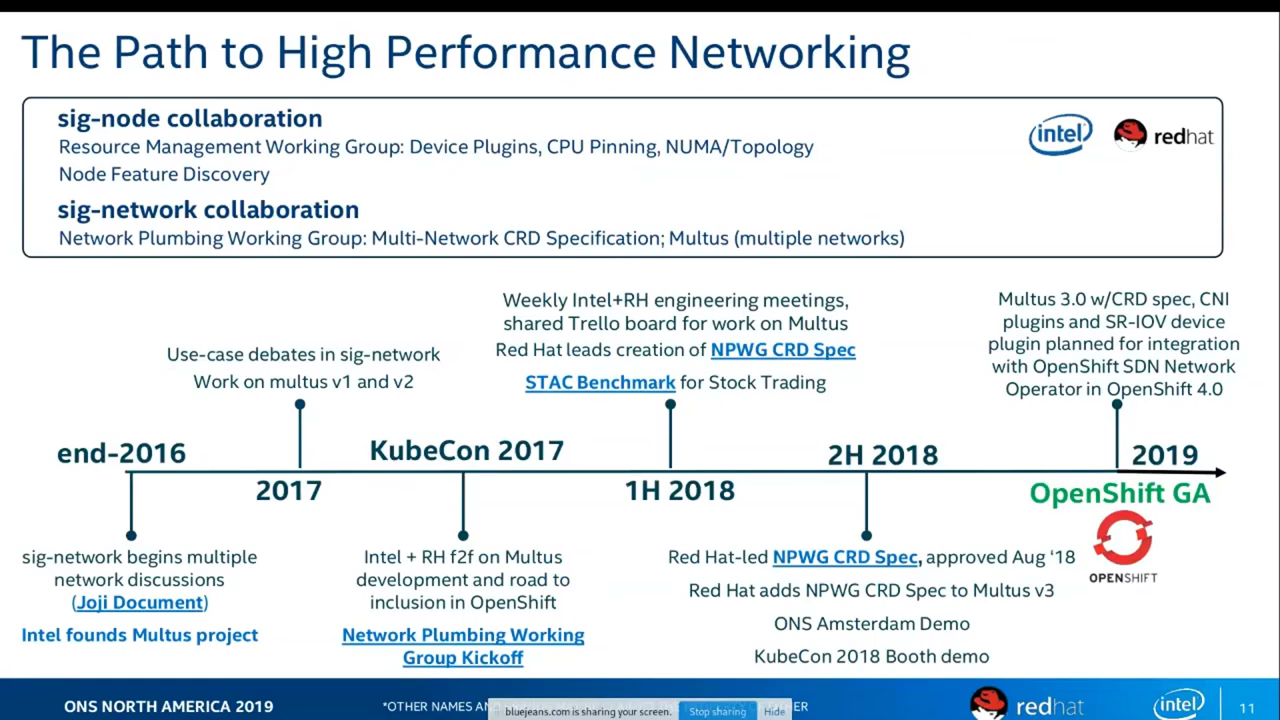 The Path to High Performance Networking
sig-node collaboration
Resource Management Working Group: Device Plugins, CPU Pinning, NUMA/Topology
Node Feature Discovery
sig-network collaboration
Network Plumbing Working Group: Multi-Network CRD Specification; Multus (multiple networks)
intel
redhat
end-2016
sig-network begins multiple
network discussions
(Joji Document)
Intel founds Multus project
Use-case debates in sig-network
Work on multus v1 and v2
2017
KubeCon 2017
Intel + RH f2f on Multus
development and road to
inclusion in OpenShift
Network Plumbing Working
Group Kickoff
Weekly Intel+RH engineering meetings,
shared Trello board for work on Multus
Red Hat leads creation of NPWG CRD Spec
STAC Benchmark for Stock Trading
1H 2018
2H 2018
Red Hat-led NPWG CRD Spec, approved Aug ‘18
Red Hat adds NPWG CRD Spec to Multus v3
ONS Amsterdam Demo
KubeCon 2018 Booth demo
Multus 3.0 w/CRD spec, CNI
plugins and SR-IOV device
plugin planned for integration
with OpenShift SDN Network
Operator in OpenShift 4.0
2019
OpenShift GA
OPENSHIFT
ONS NORTH AMERICA 2019
*OTHER NAMES
bluejeans.com is sharing your screen.
Stop sharing
Hide
redhat
intel
11